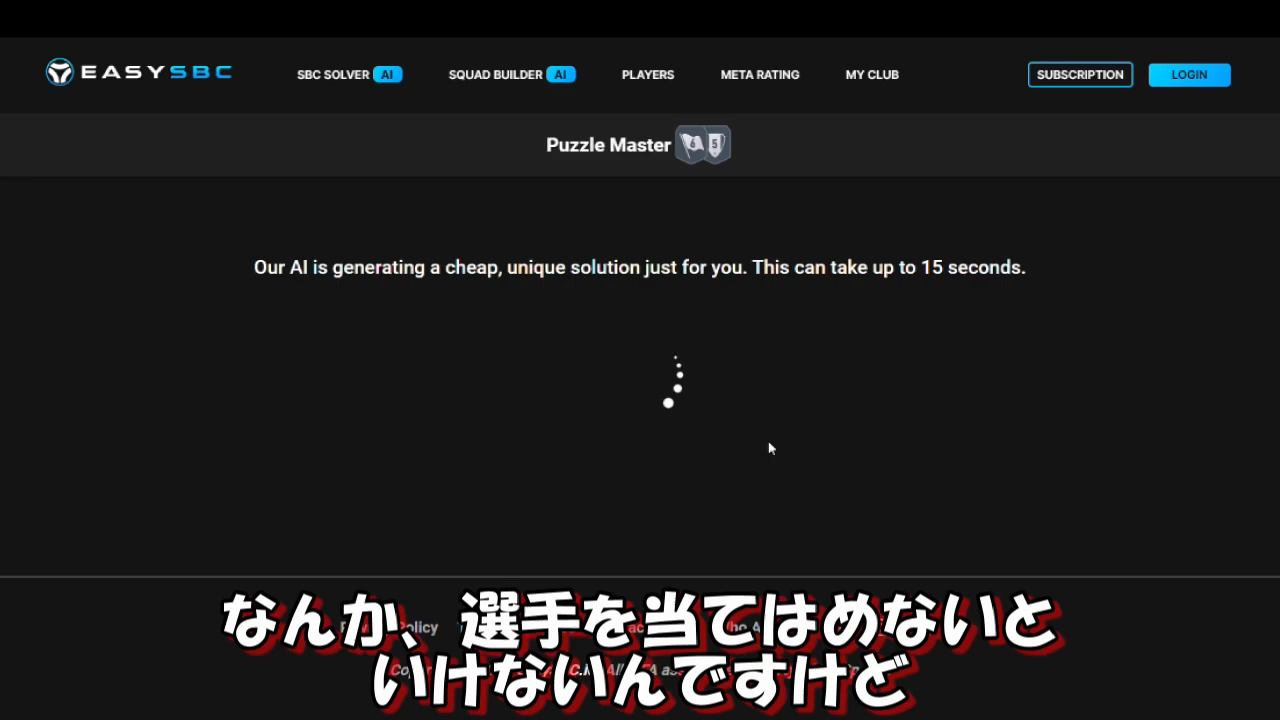 EASYSBC
SBC SOLVER AI
SQUAD BUILDER AI
PLAYERS
META RATING
MY CLUB
SUBSCRIPTION
LOGIN
Puzzle Master 6 5
Our AI is generating a cheap, unique solution just for you. This can take up to 15 seconds.
なんか、選手を当てはめないと
いけないんですけど